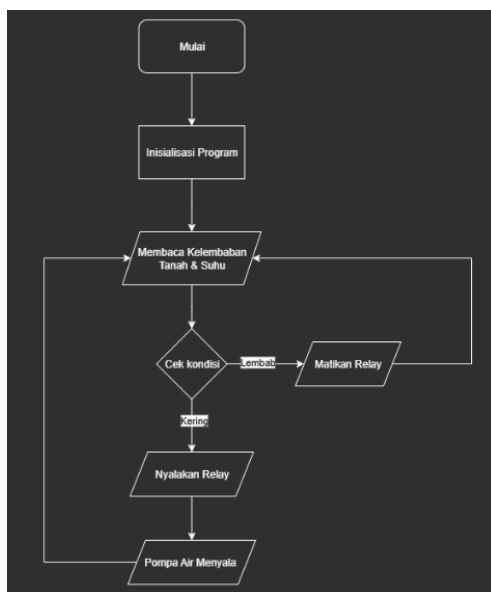 Mulai
Inisialisasi Program
Membaca Kelembaban
Tanah & Suhu
Cek kondisi
Lembab
Matikan Relay
Kering
Nyalakan Relay
Pompa Air Menyala